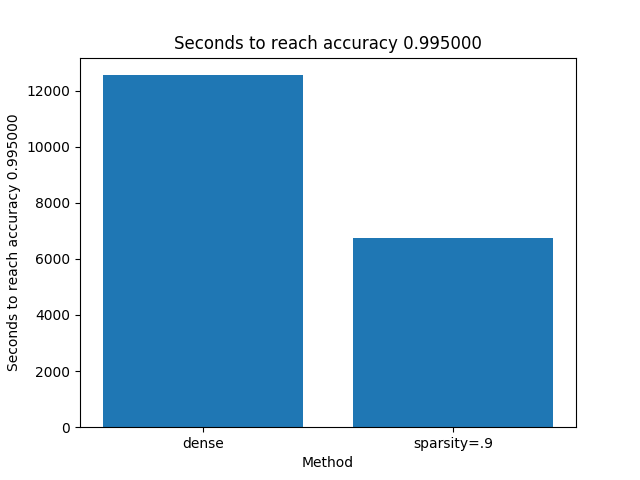 Seconds to reach accuracy 0.995000
Seconds to reach accuracy 0.995000
12000
10000
8000
6000
4000
2000
0
dense
sparsity=.9
Method